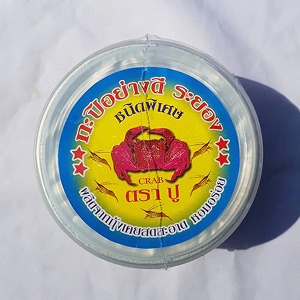 กะปิอย่างดี ระยอง
ชนิดพิเศษ
CRAB
ตรา ปู
ผลิตจากกุ้งเคยสดสะอาด หอมอร่อย